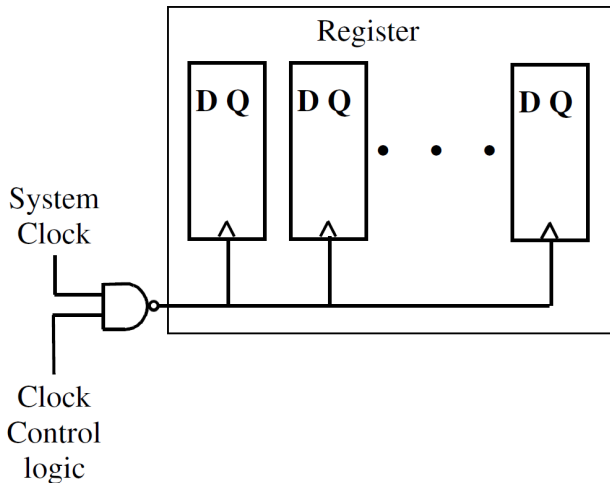 Register
D Q
D Q
D Q
System
Clock
Clock
Control
logic